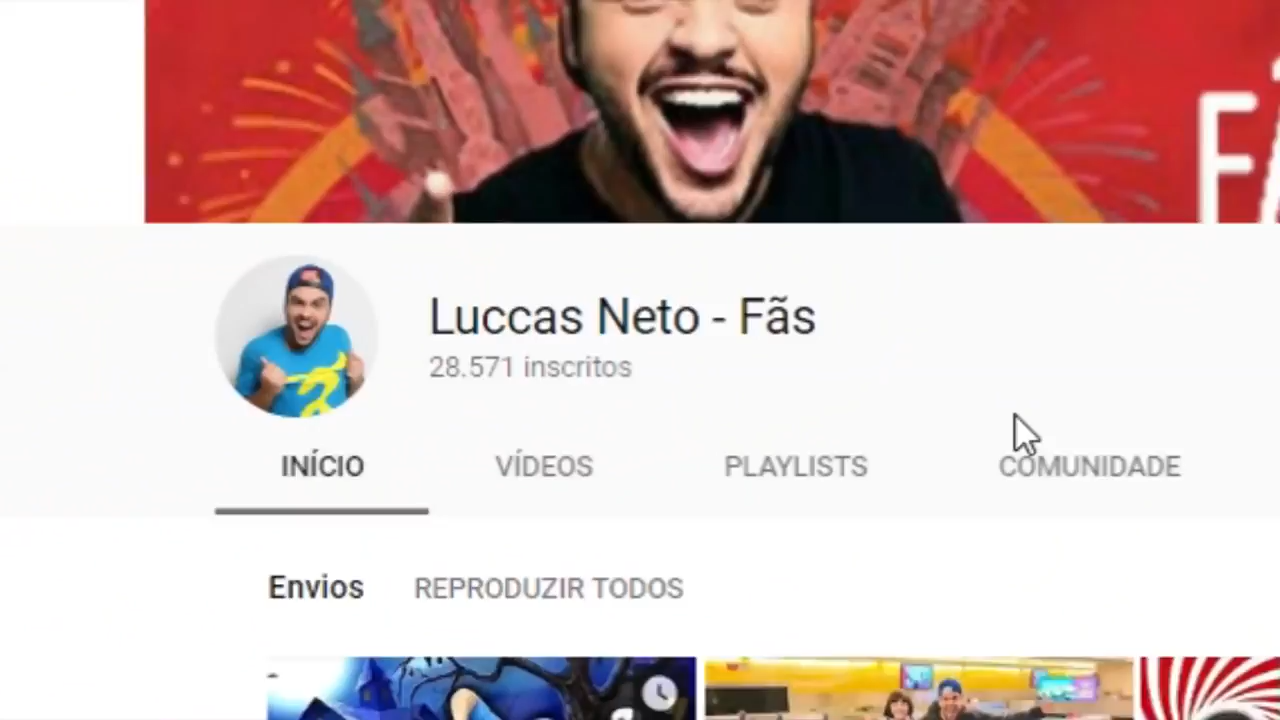 Luccas Neto - Fãs
28.571 inscritos
INÍCIO VÍDEOS PLAYLISTS COMUNIDADE
Envios REPRODUZIR TODOS